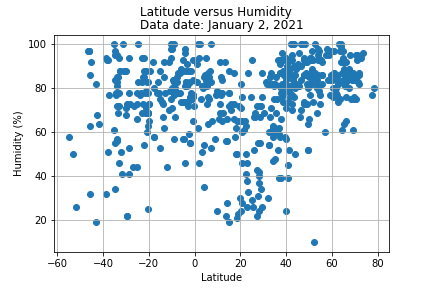 Latitude versus Humidity
Data date: January 2, 2021
100
80
60
40
20
Humidity (%)
−60 −40 −20 0 20 40 60 80
Latitude